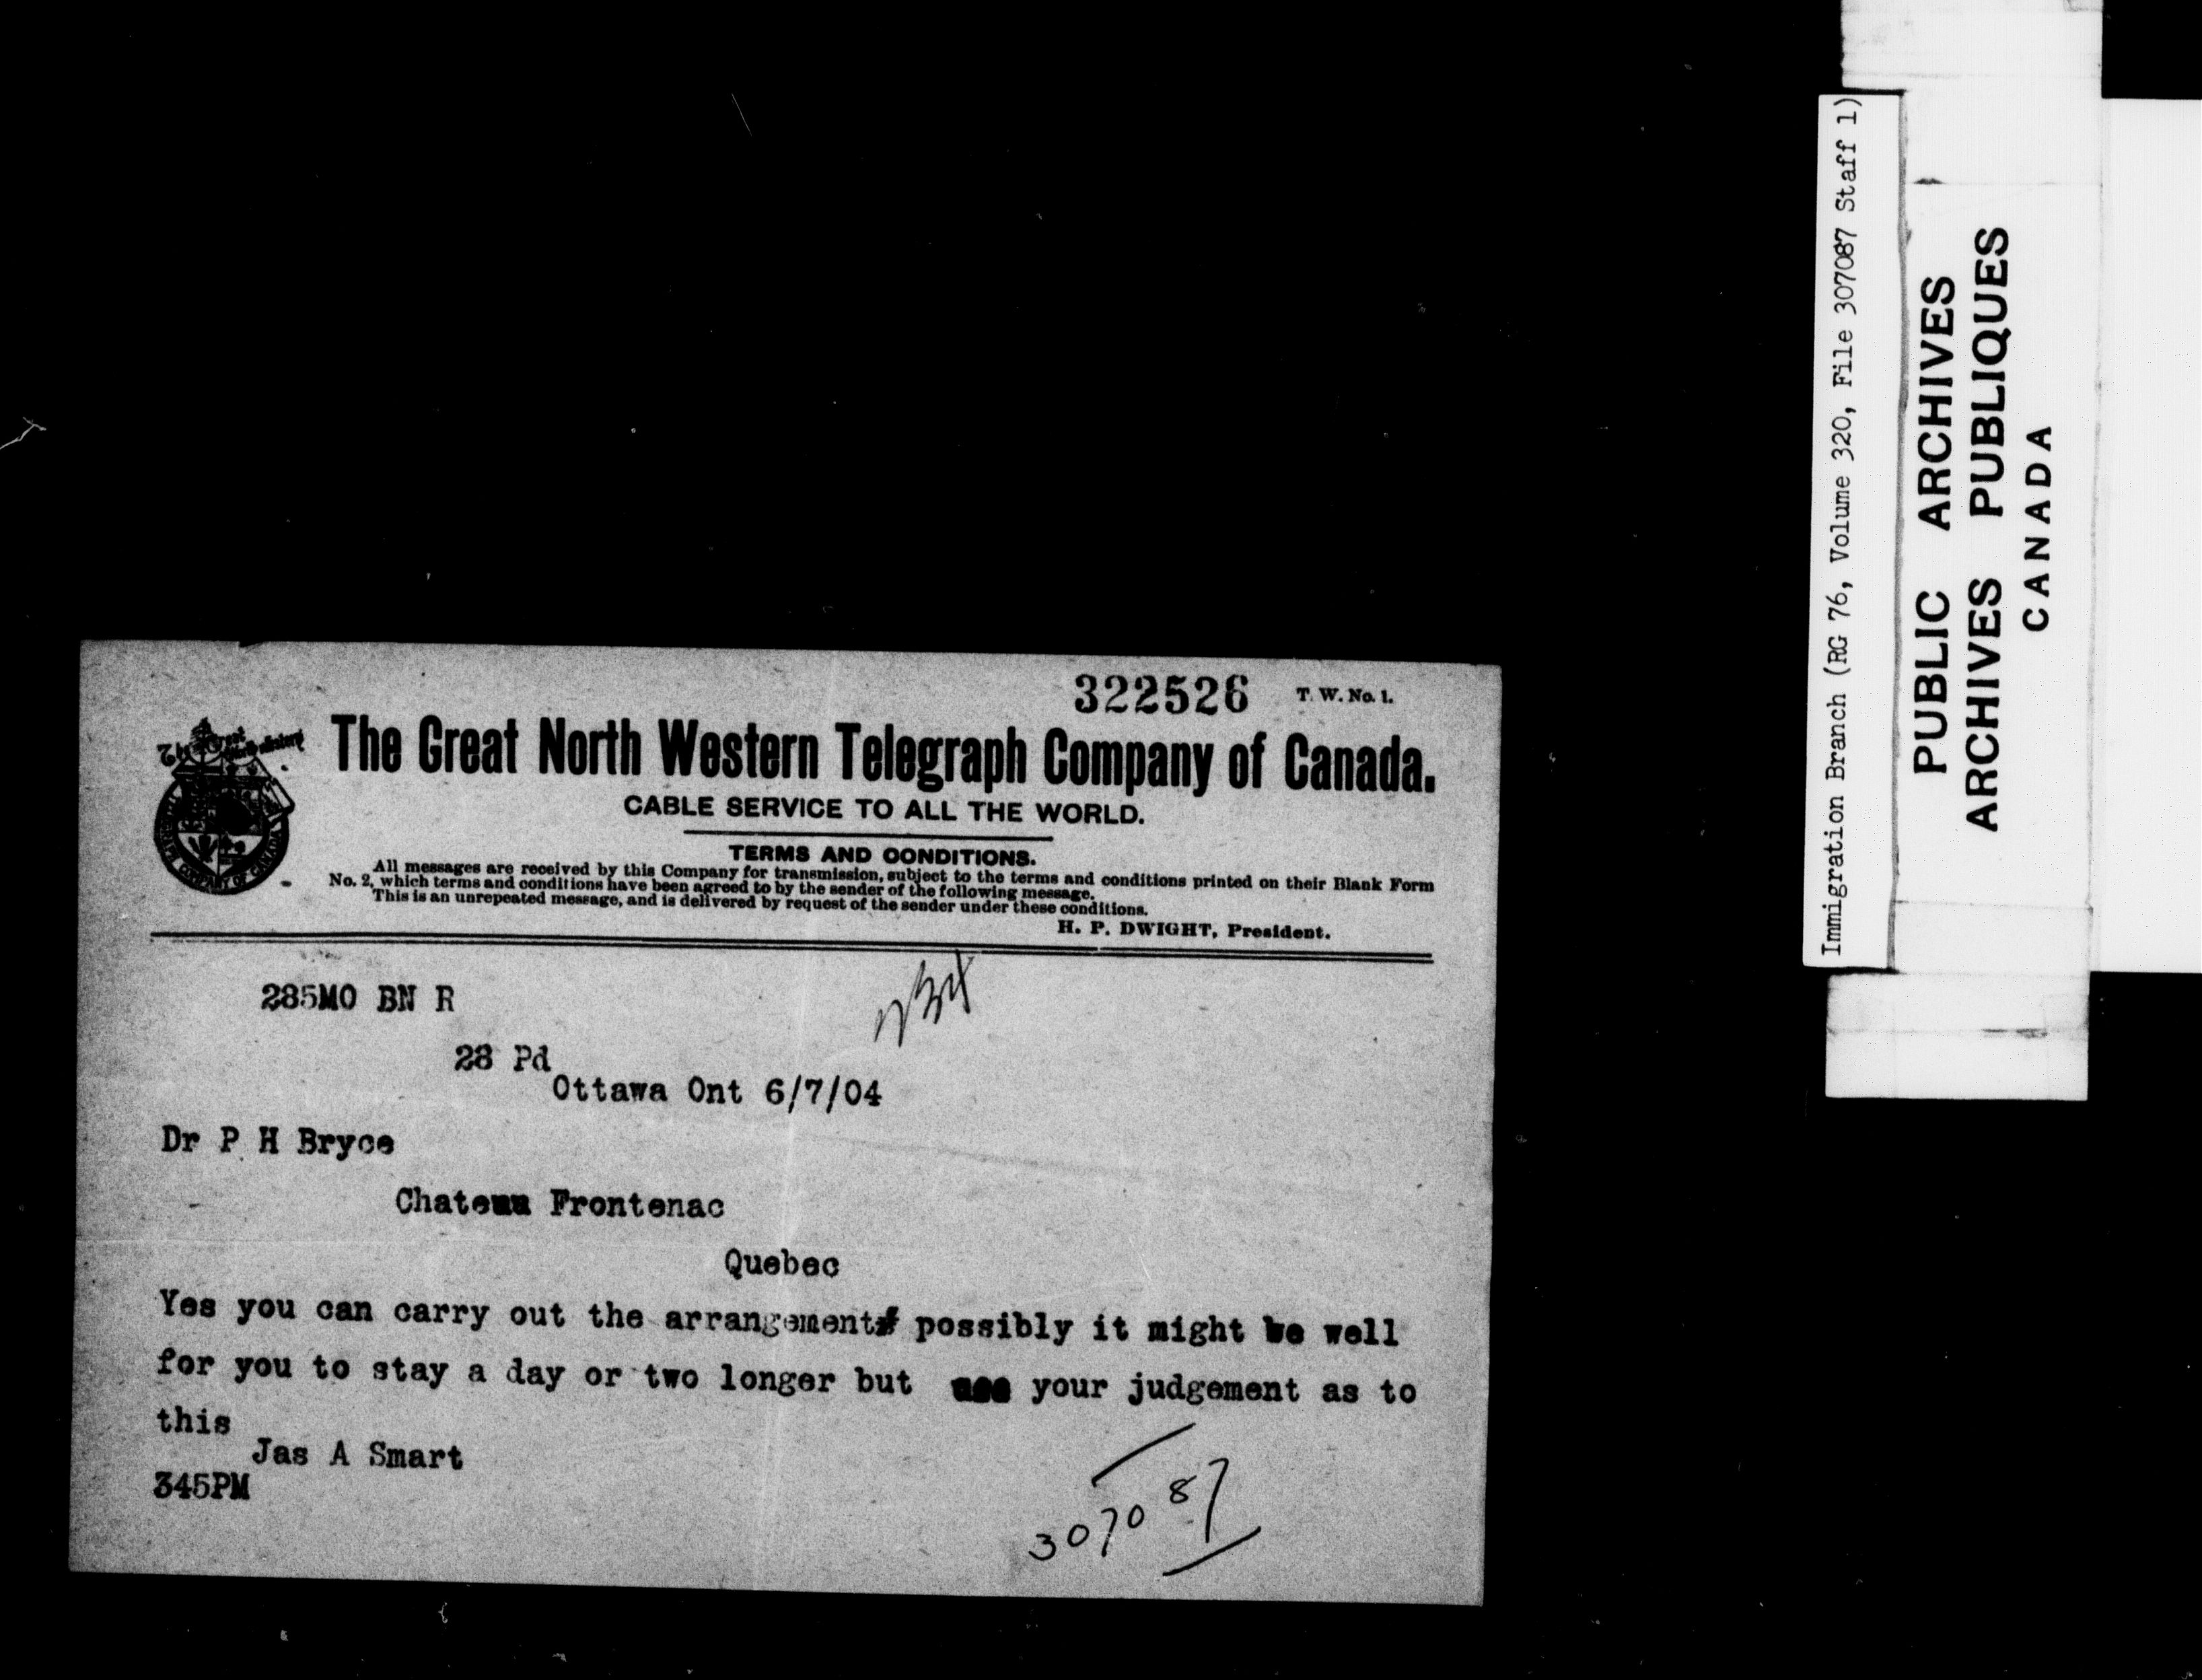 322526 T. W. No. 1.
The Great North Western Telegraph Company of Canada.
CABLE SERVICE TO ALL THE WORLD.
TERMS AND CONDITIONS.
All messages are received by this Company for transmission, subject to the terms and conditions printed on their Blank Form
No. 2, which terms and conditions have been agreed to by the sender of the following message.
This is an unrepeated message, and is delivered by request of the sender under these conditions.
H. P. DWIGHT, President.
285MO BN R
28 Pd
Ottawa Ont 6/7/04
Dr P H Bryce
Chateau Frontenac
Quebec
Yes you can carry out the arrangement possibly it might be well
for you to stay a day or two longer but use your judgement as to
this
Jas A Smart
345PM
307087
Immigration Branch (RG 76, Volume 320, File 307087 Staff 1)
PUBLIC ARCHIVES
ARCHIVES PUBLIQUES
CANADA